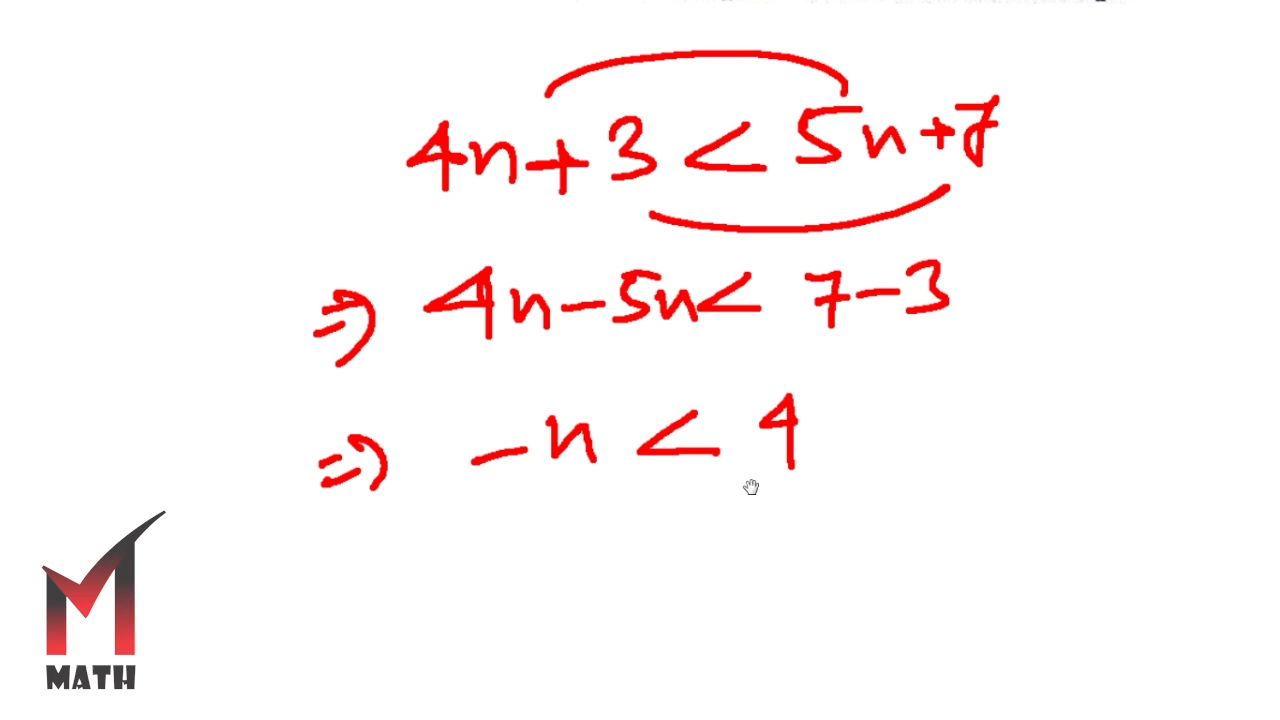 4n+3 < 5n+7
⇒ 4n-5n < 7-3
⇒ -n < 4
MATH